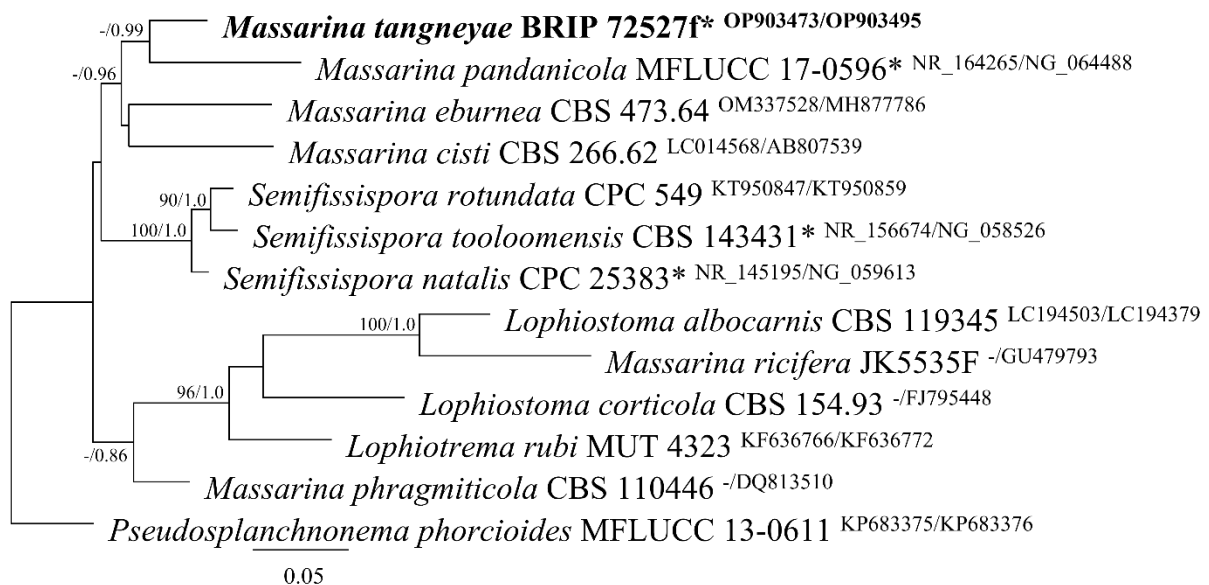 -/0.99
Massarina tangneyae BRIP 72527f* OP903473/OP903495
-/0.96
Massarina pandanicola MFLUCC 17-0596* NR_164265/NG_064488
Massarina eburnea CBS 473.64 OM337528/MH877786
Massarina cisti CBS 266.62 LC014568/AB807539
90/1.0
Semifissispora rotundata CPC 549 KT950847/KT950859
100/1.0
Semifissispora tooloomensis CBS 143431* NR_156674/NG_058526
Semifissispora natalis CPC 25383* NR_145195/NG_059613
100/1.0
Lophiostoma albocarnis CBS 119345 LC194503/LC194379
Massarina ricifera JK5535F -/GU479793
96/1.0
Lophiostoma corticola CBS 154.93 -/FJ795448
Lophiotrema rubi MUT 4323 KF636766/KF636772
-/0.86
Massarina phragmiticola CBS 110446 -/DQ813510
Pseudosplanchnonema phorcioides MFLUCC 13-0611 KP683375/KP683376
0.05